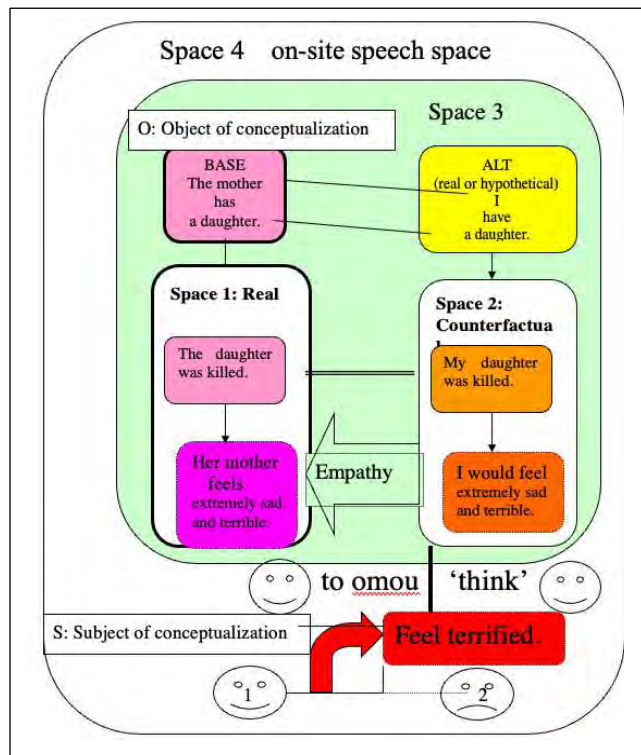 Space 4 on-site speech space
Space 3
O: Object of conceptualization
BASE
The mother
has
a daughter.
ALT
(real or hypothetical)
I
have
a daughter.
Space 1: Real
The daughter
was killed.
Her mother
feels
extremely sad
and terrible.
Space 2:
Counterfactua
My daughter
was killed.
I would feel
extremely sad
and terrible.
Empathy
to omou ‘think’
S: Subject of conceptualization
Feel terrified.
1
2